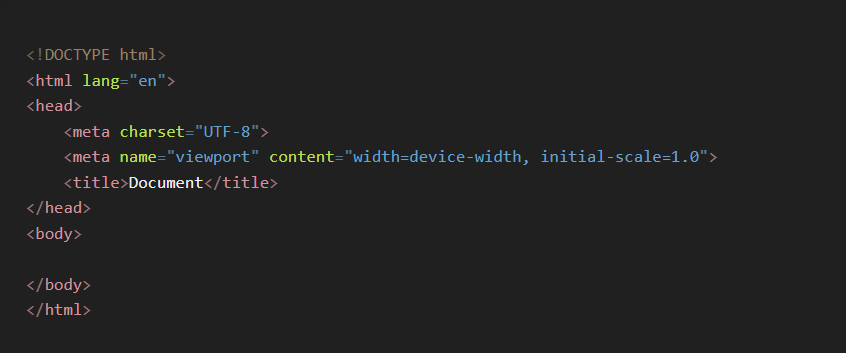 <!DOCTYPE html>
<html lang="en">
<head>
    <meta charset="UTF-8">
    <meta name="viewport" content="width=device-width, initial-scale=1.0">
    <title>Document</title>
</head>
<body>

</body>
</html>